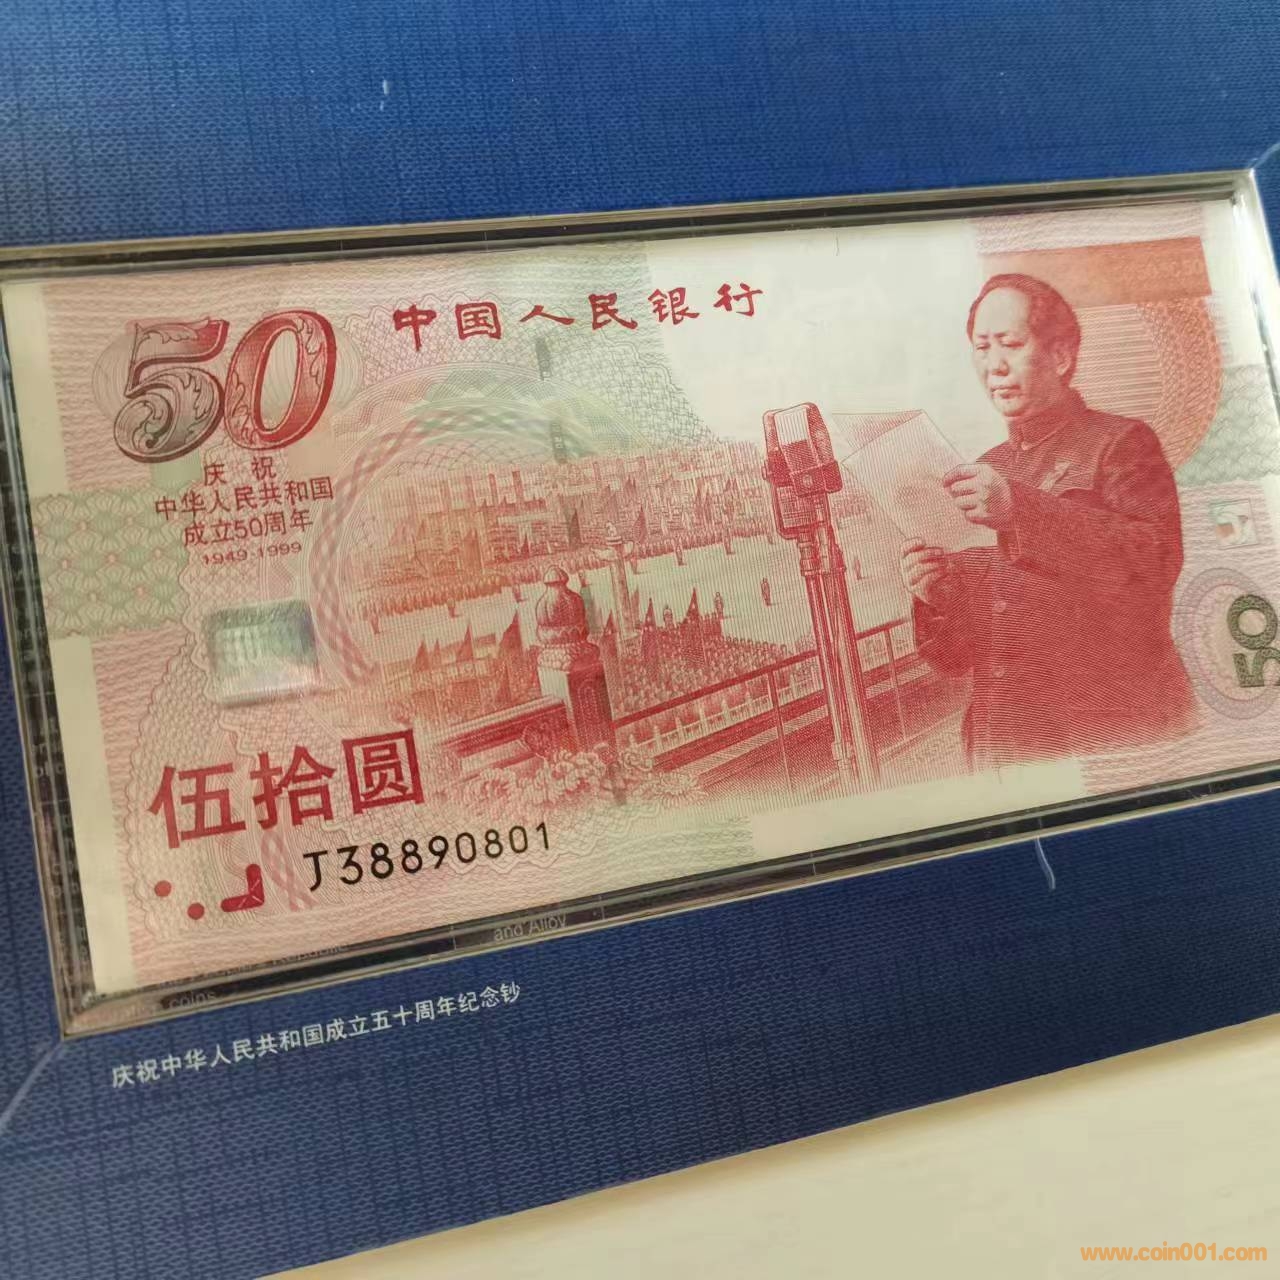 中国人民银行
50
庆祝
中华人民共和国
成立50周年
1949-1999
50
伍拾圆
J38890801
and Alloy
coins
庆祝中华人民共和国成立五十周年纪念钞
www.coin001.com